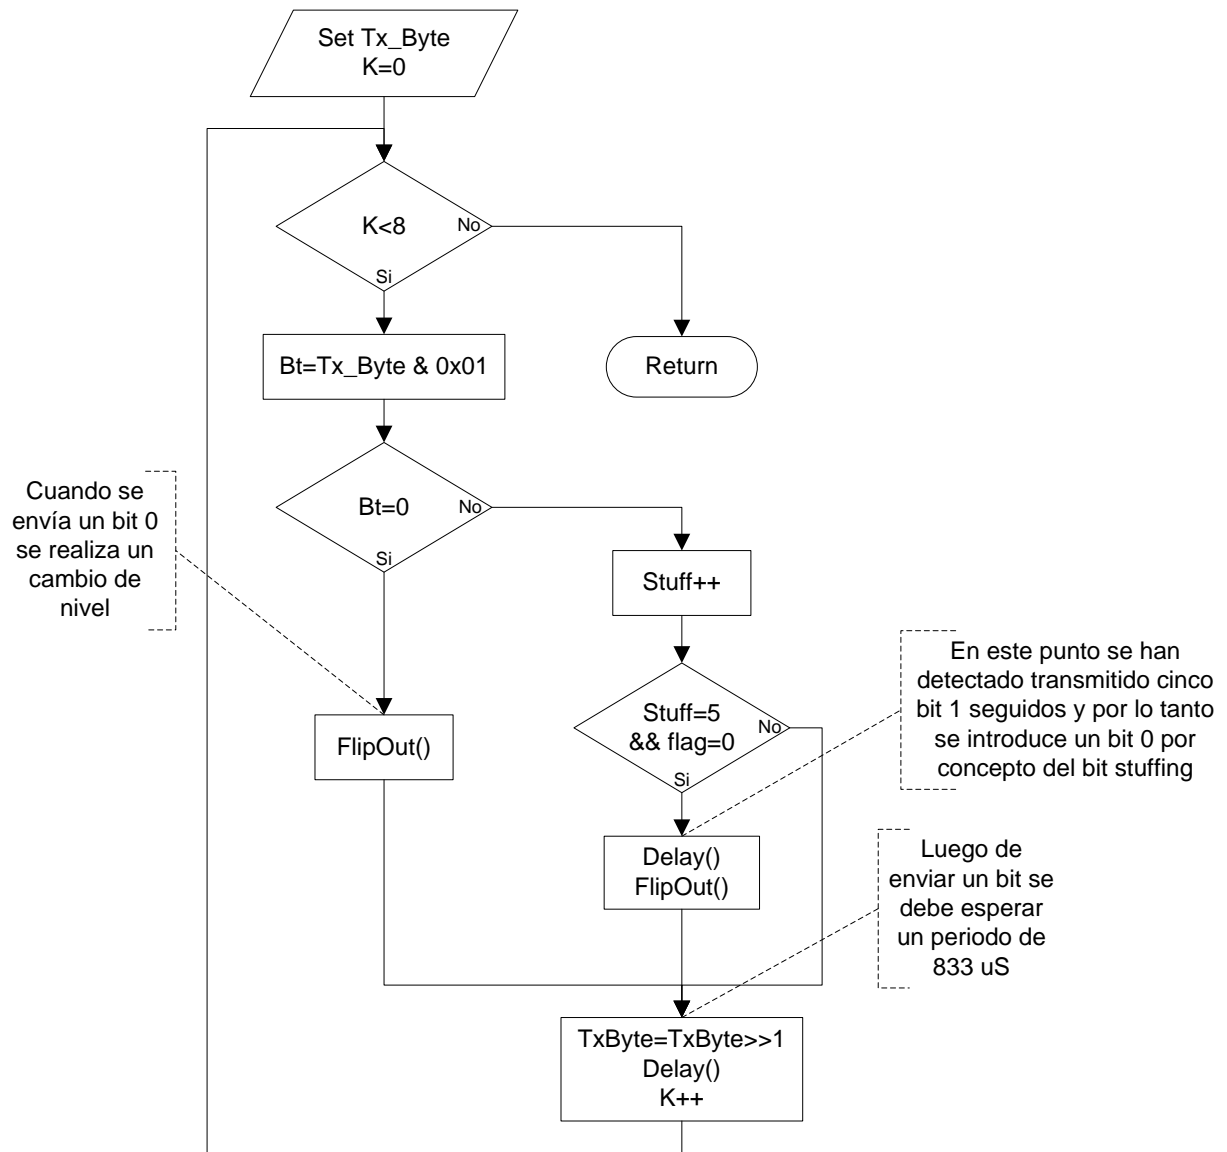 Set Tx_Byte
K=0
K<8
No
Si
Bt=Tx_Byte & 0x01
Return
Bt=0
No
Si
Cuando se
envía un bit 0
se realiza un
cambio de
nivel
Stuff++
Stuff=5
&& flag=0
No
Si
En este punto se han
detectado transmitido cinco
bit 1 seguidos y por lo tanto
se introduce un bit 0 por
concepto del bit stuffing
FlipOut()
Delay()
FlipOut()
Luego de
enviar un bit se
debe esperar
un periodo de
833 uS
TxByte=TxByte>>1
Delay()
K++